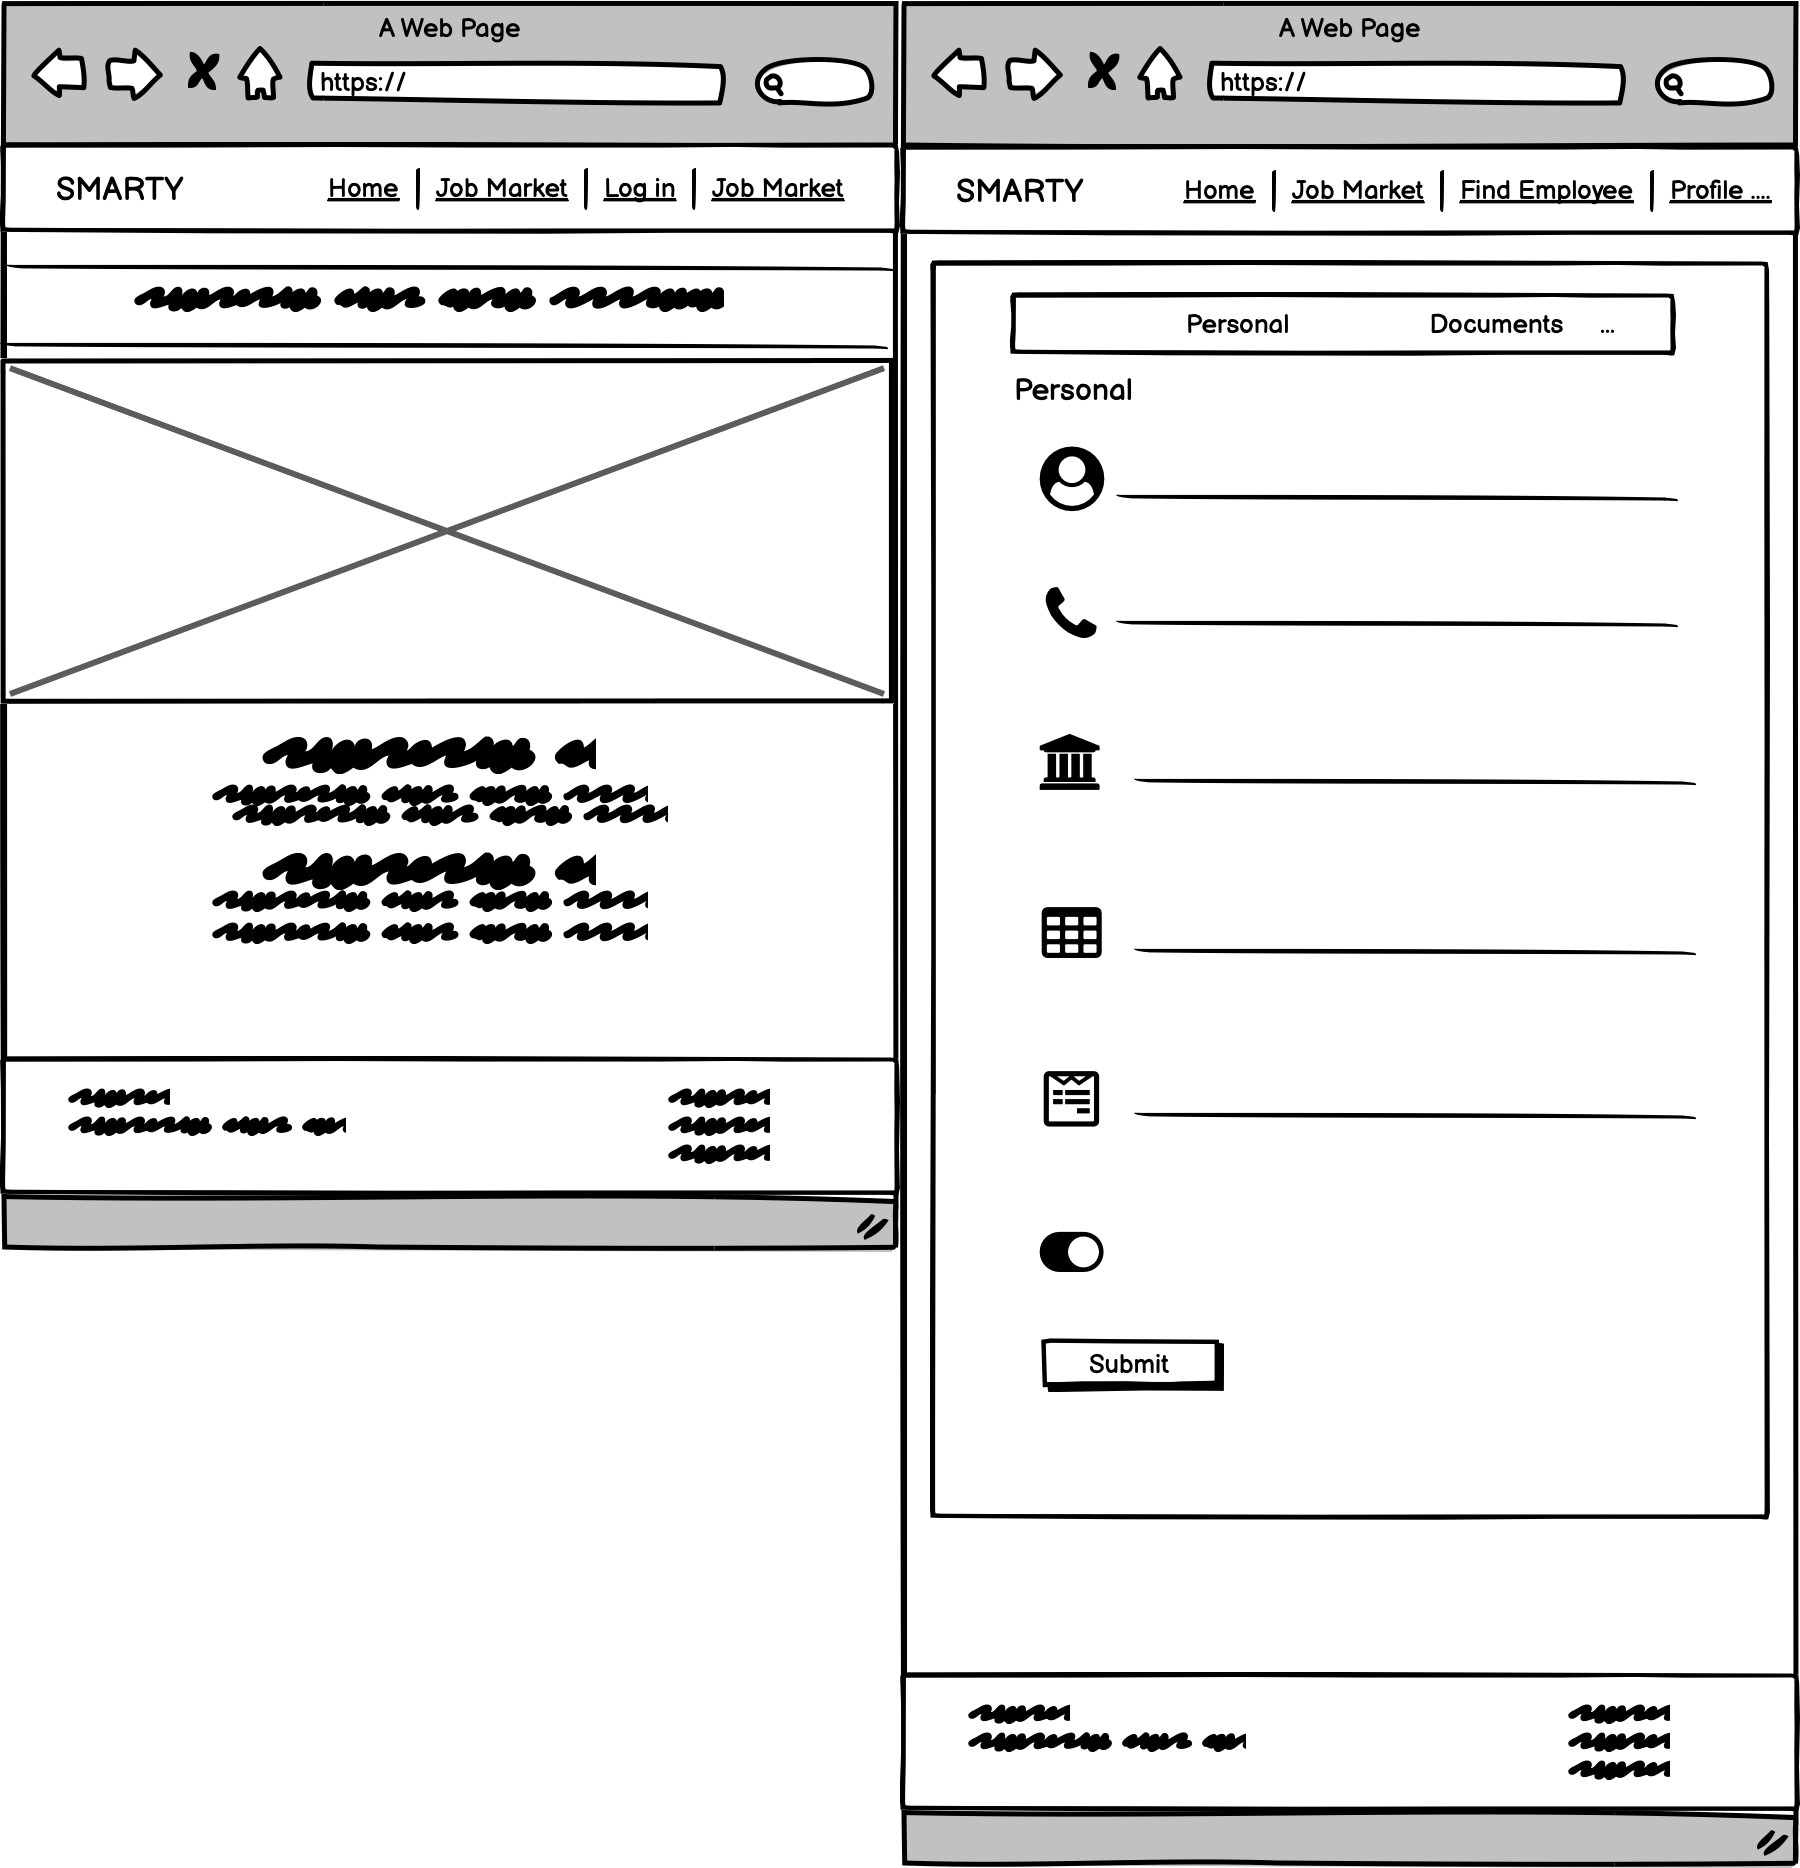 A Web Page
https://
SMARTY Home Job Market Log in Job Market
A Web Page
https://
SMARTY Home Job Market Find Employee Profile ....
Personal Documents ...
Personal
Submit